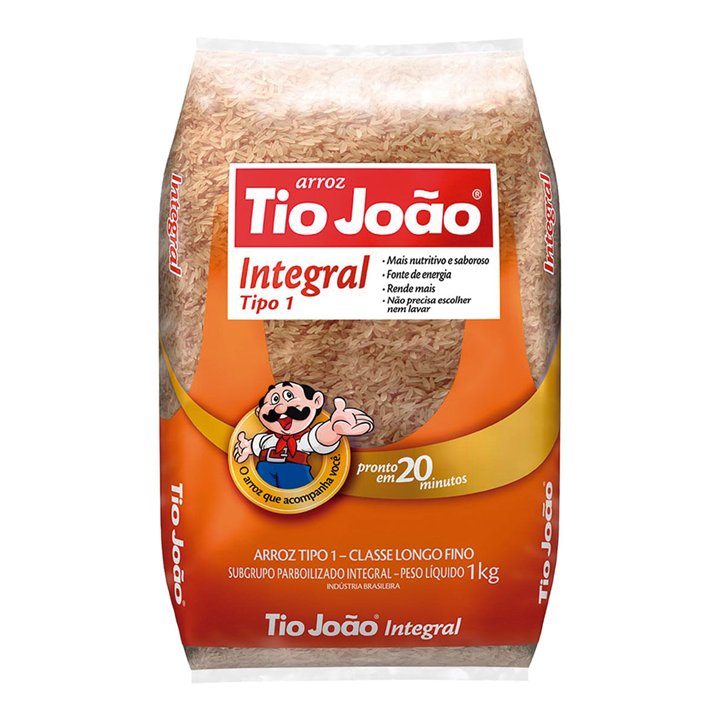 arroz
Tio João®
Integral
Tipo 1
• Mais nutritivo e saboroso
• Fonte de energia
• Rende mais
• Não precisa escolher
nem lavar
Integral
Integral
pronto
em 20
minutos
O arroz que acompanha você.
ARROZ TIPO 1 – CLASSE LONGO FINO
SUBGRUPO PARBOILIZADO INTEGRAL – PESO LÍQUIDO 1kg
INDÚSTRIA BRASILEIRA
Tio João® Integral
Tio João
Tio João